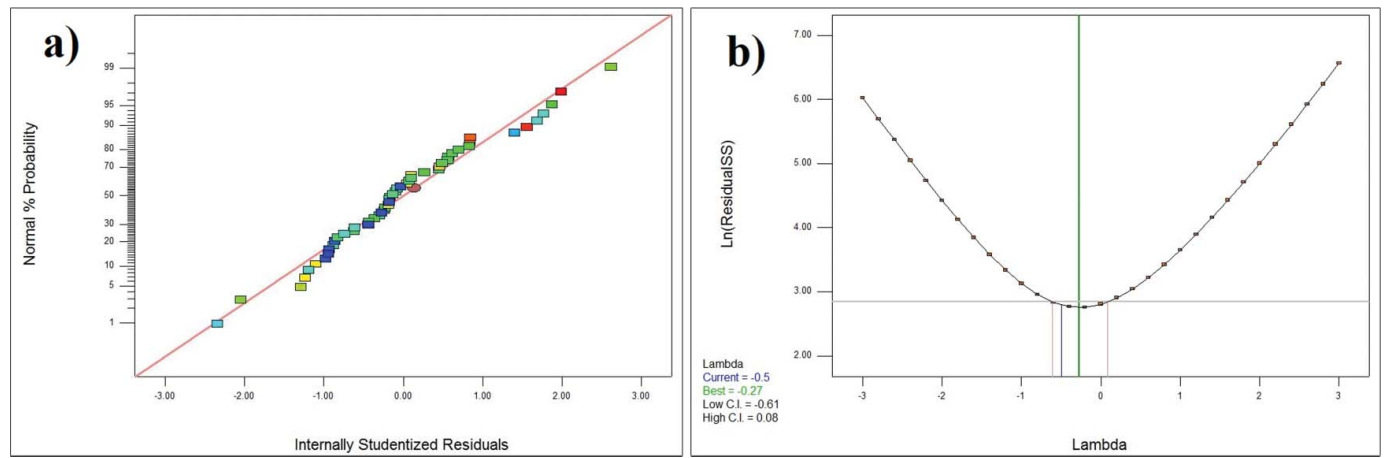 a)
Normal % Probability
99
95
90
80
70
50
30
20
10
5
1
-3.00 -2.00 -1.00 0.00 1.00 2.00 3.00
Internally Studentized Residuals
b)
Ln(ResidualSS)
7.00
6.00
5.00
4.00
3.00
2.00
Lambda
Current = -0.5
Best = -0.27
Low C.I. = -0.61
High C.I. = 0.08
-3 -2 -1 0 1 2 3
Lambda